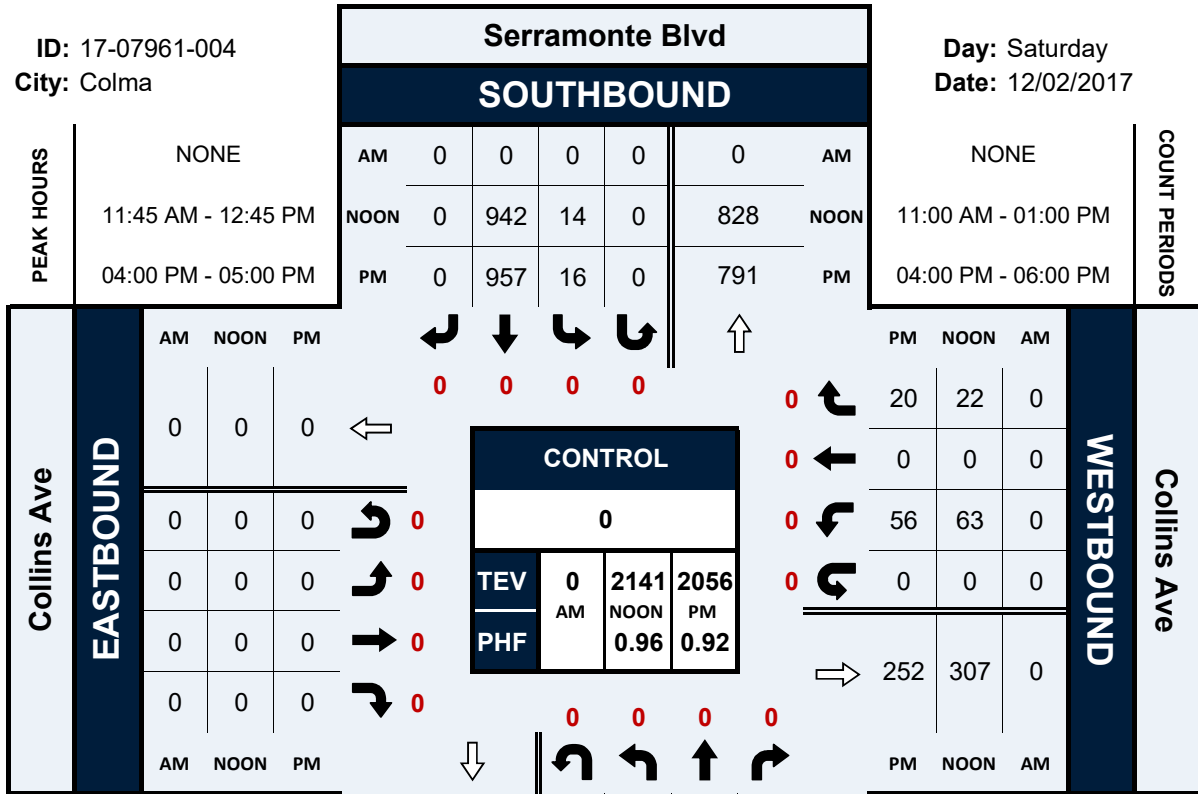 ID: 17-07961-004
City: Colma
Serramonte Blvd
SOUTHBOUND
Day: Saturday
Date: 12/02/2017
PEAK HOURS
NONE
11:45 AM - 12:45 PM
04:00 PM - 05:00 PM
AM 0 0 0 0 0 AM
NOON 0 942 14 0 828 NOON
PM 0 957 16 0 791 PM
NONE
11:00 AM - 01:00 PM
04:00 PM - 06:00 PM
COUNT PERIODS
0 0 0 0
Collins Ave
EASTBOUND
AM NOON PM
0 0 0
0 0 0 0
0 0 0 0
0 0 0 0
0 0 0 0
AM NOON PM
CONTROL
0
TEV 0 2141 2056
AM NOON PM
PHF 0.96 0.92
PM NOON AM
0 20 22 0
0 0 0 0
0 56 63 0
0 0 0 0
252 307 0
PM NOON AM
WESTBOUND
Collins Ave
0 0 0 0